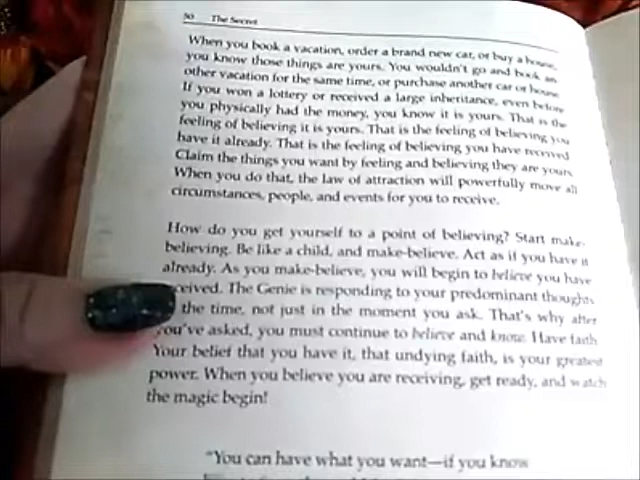 50 The Secret
When you book a vacation, order a brand new car, or buy a house,
you know those things are yours. You wouldn't go and book an
other vacation for the same time, or purchase another car or house.
If you won a lottery or received a large inheritance, even before
you physically had the money, you know it is yours. That is the
feeling of believing it is yours. That is the feeling of believing you
have it already. That is the feeling of believing you have received
Claim the things you want by feeling and believing they are yours.
When you do that, the law of attraction will powerfully move all
circumstances, people, and events for you to receive.
How do you get yourself to a point of believing? Start make-
believing. Be like a child, and make-believe. Act as if you have it
already. As you make-believe, you will begin to believe you have
ceived. The Genie is responding to your predominant thoughts
the time, not just in the moment you ask. That's why after
you've asked, you must continue to believe and know. Have faith
Your belief that you have it, that undying faith, is your greatest
power. When you believe you are receiving, get ready, and watch
the magic begin!
"You can have what you want—if you know